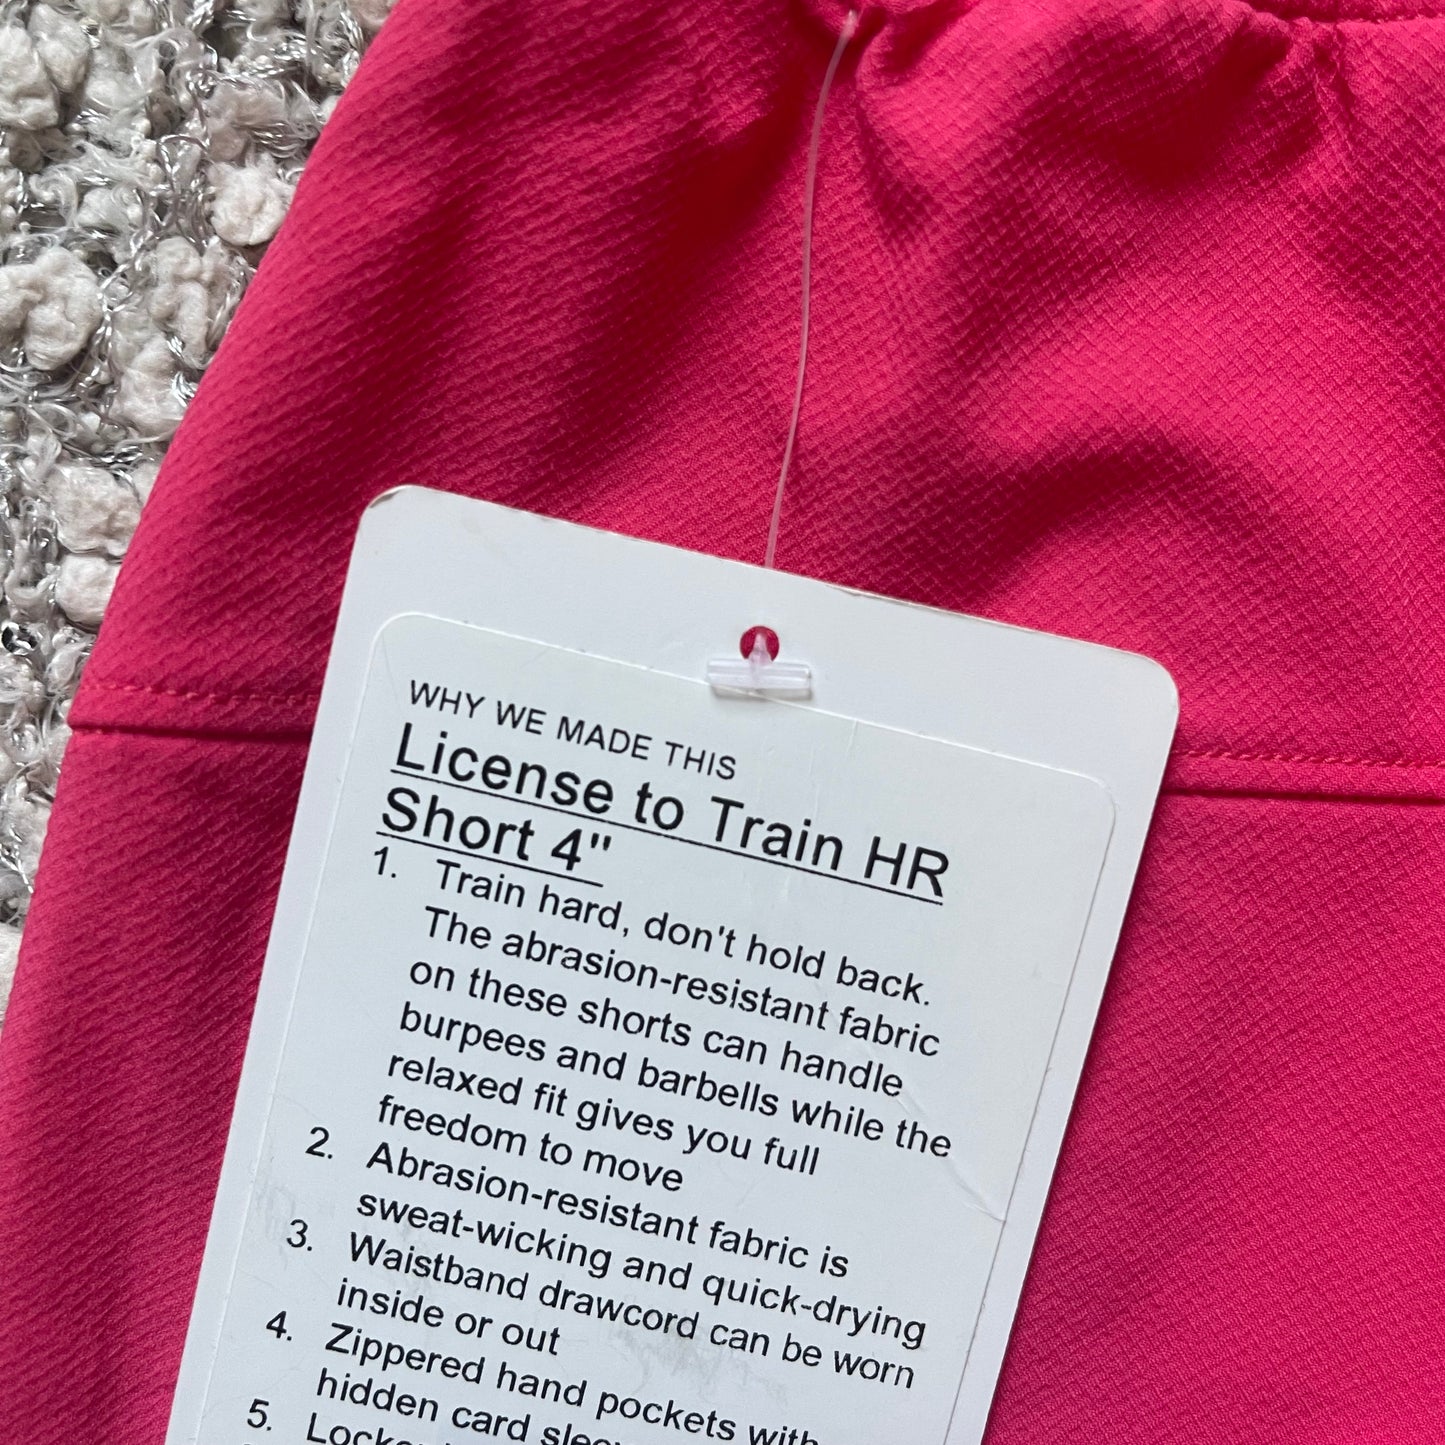 WHY WE MADE THIS
License to Train HR
Short 4"
1. Train hard, don't hold back.
The abrasion-resistant fabric
on these shorts can handle
burpees and barbells while the
relaxed fit gives you full
freedom to move
2. Abrasion-resistant fabric is
sweat-wicking and quick-drying
3. Waistband drawcord can be worn
inside or out
4. Zippered hand pockets with
hidden card
5.